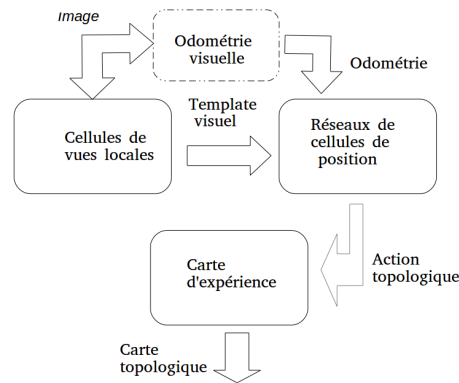 Image
Odométrie
visuelle
Odométrie
Template
visuel
Cellules de
vues locales
Réseaux de
cellules de
position
Carte
d'expérience
Action
topologique
Carte
topologique